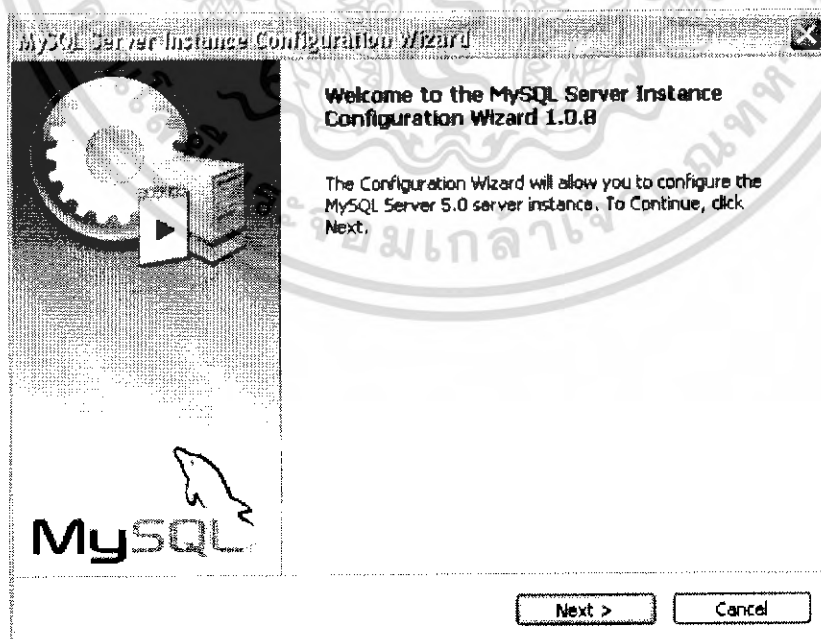 MySQL Server Instance Configuration Wizard
Welcome to the MySQL Server Instance
Configuration Wizard 1.0.8
The Configuration Wizard will allow you to configure the
MySQL Server 5.0 server instance. To Continue, click
Next.
MySQL
Next >
Cancel